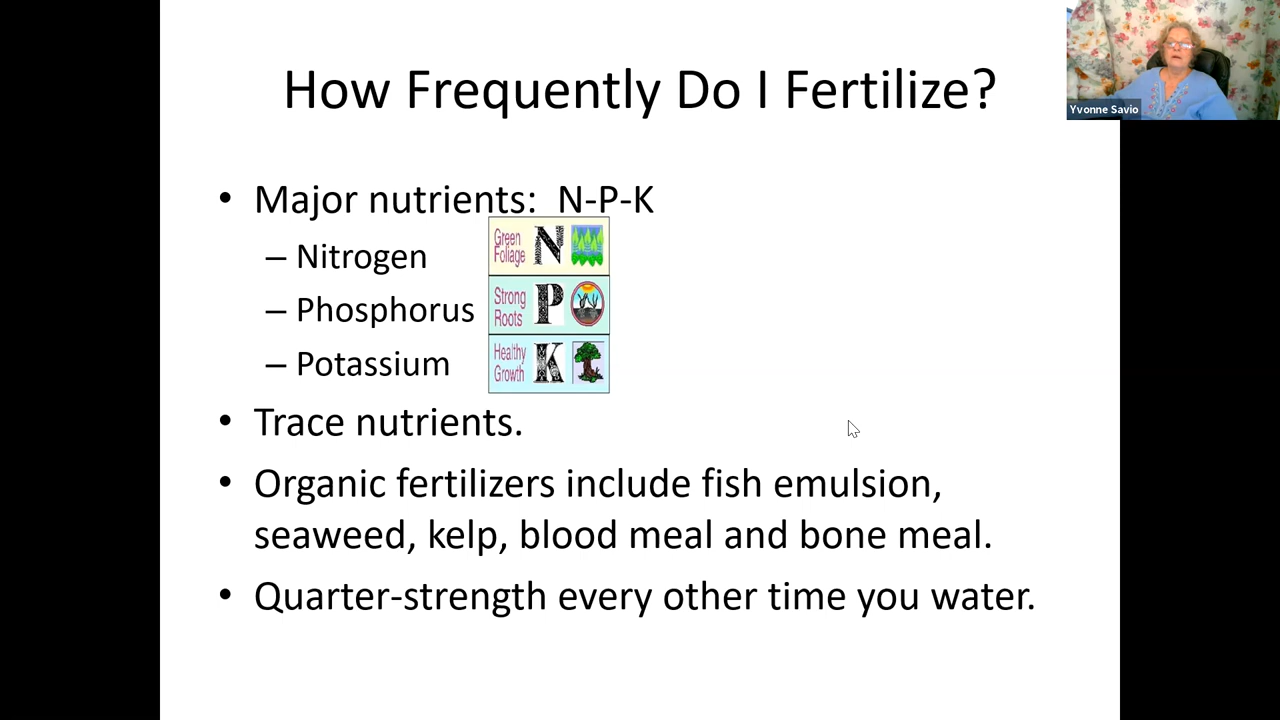 How Frequently Do I Fertilize?
Yvonne Savio
• Major nutrients: N-P-K
– Nitrogen
– Phosphorus
– Potassium
Green
Foliage
N
Strong
Roots
P
Healthy
Growth
K
• Trace nutrients.
• Organic fertilizers include fish emulsion,
seaweed, kelp, blood meal and bone meal.
• Quarter-strength every other time you water.